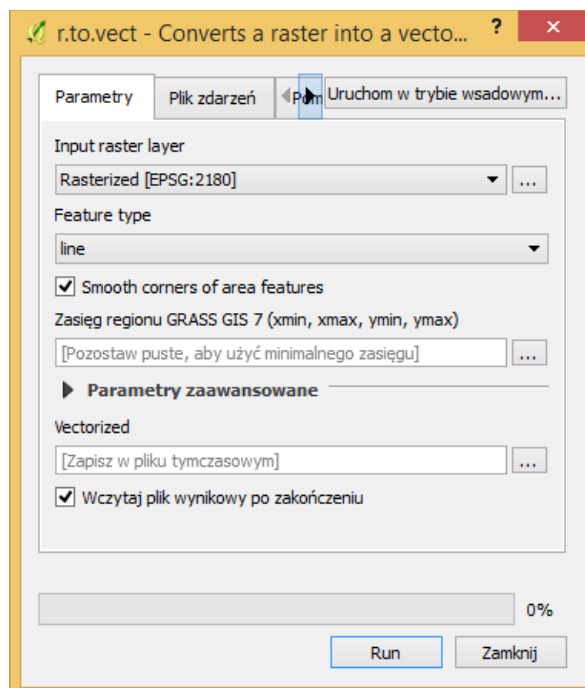 r.to.vect - Converts a raster into a vecto... ? ×
Parametry Plik zdarzeń Uruchom w trybie wsadowym...
Input raster layer
Rasterized [EPSG:2180] ...
Feature type
line
Smooth corners of area features
Zasięg regionu GRASS GIS 7 (xmin, xmax, ymin, ymax)
[Pozostaw puste, aby użyć minimalnego zasięgu] ...
Parametry zaawansowane
Vectorized
[Zapisz w pliku tymczasowym] ...
Wczytaj plik wynikowy po zakończeniu
0%
Run Zamknij